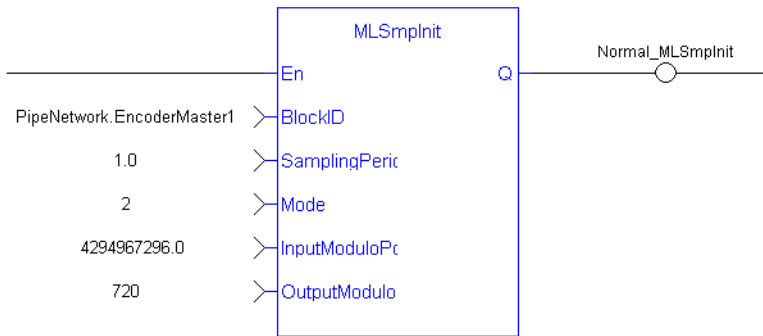 MLSmpInit
Normal_MLSmpInit
En
Q
PipeNetwork.EncoderMaster1
BlockID
1.0
SamplingPeric
2
Mode
4294967296.0
InputModuloPc
720
OutputModulo